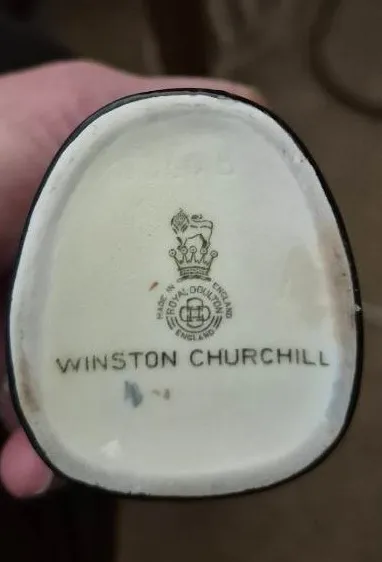 MADE IN ENGLAND
ROYAL DOULTON
ENGLAND
WINSTON CHURCHILL